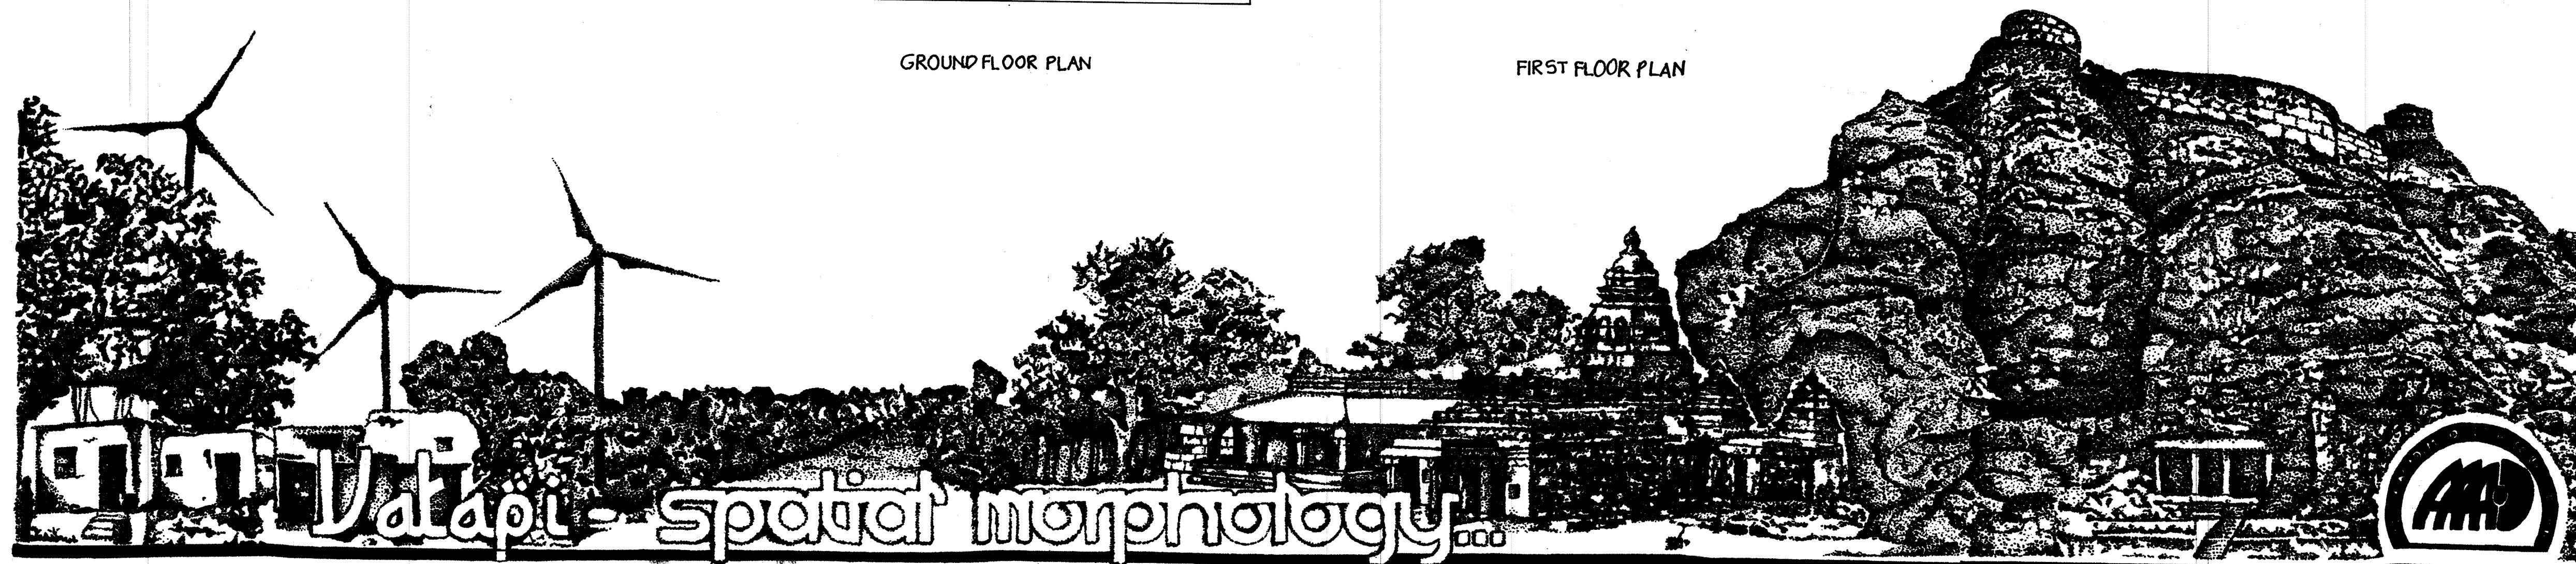 GROUND FLOOR PLAN
FIRST FLOOR PLAN
Vatapi - spatial morphology...